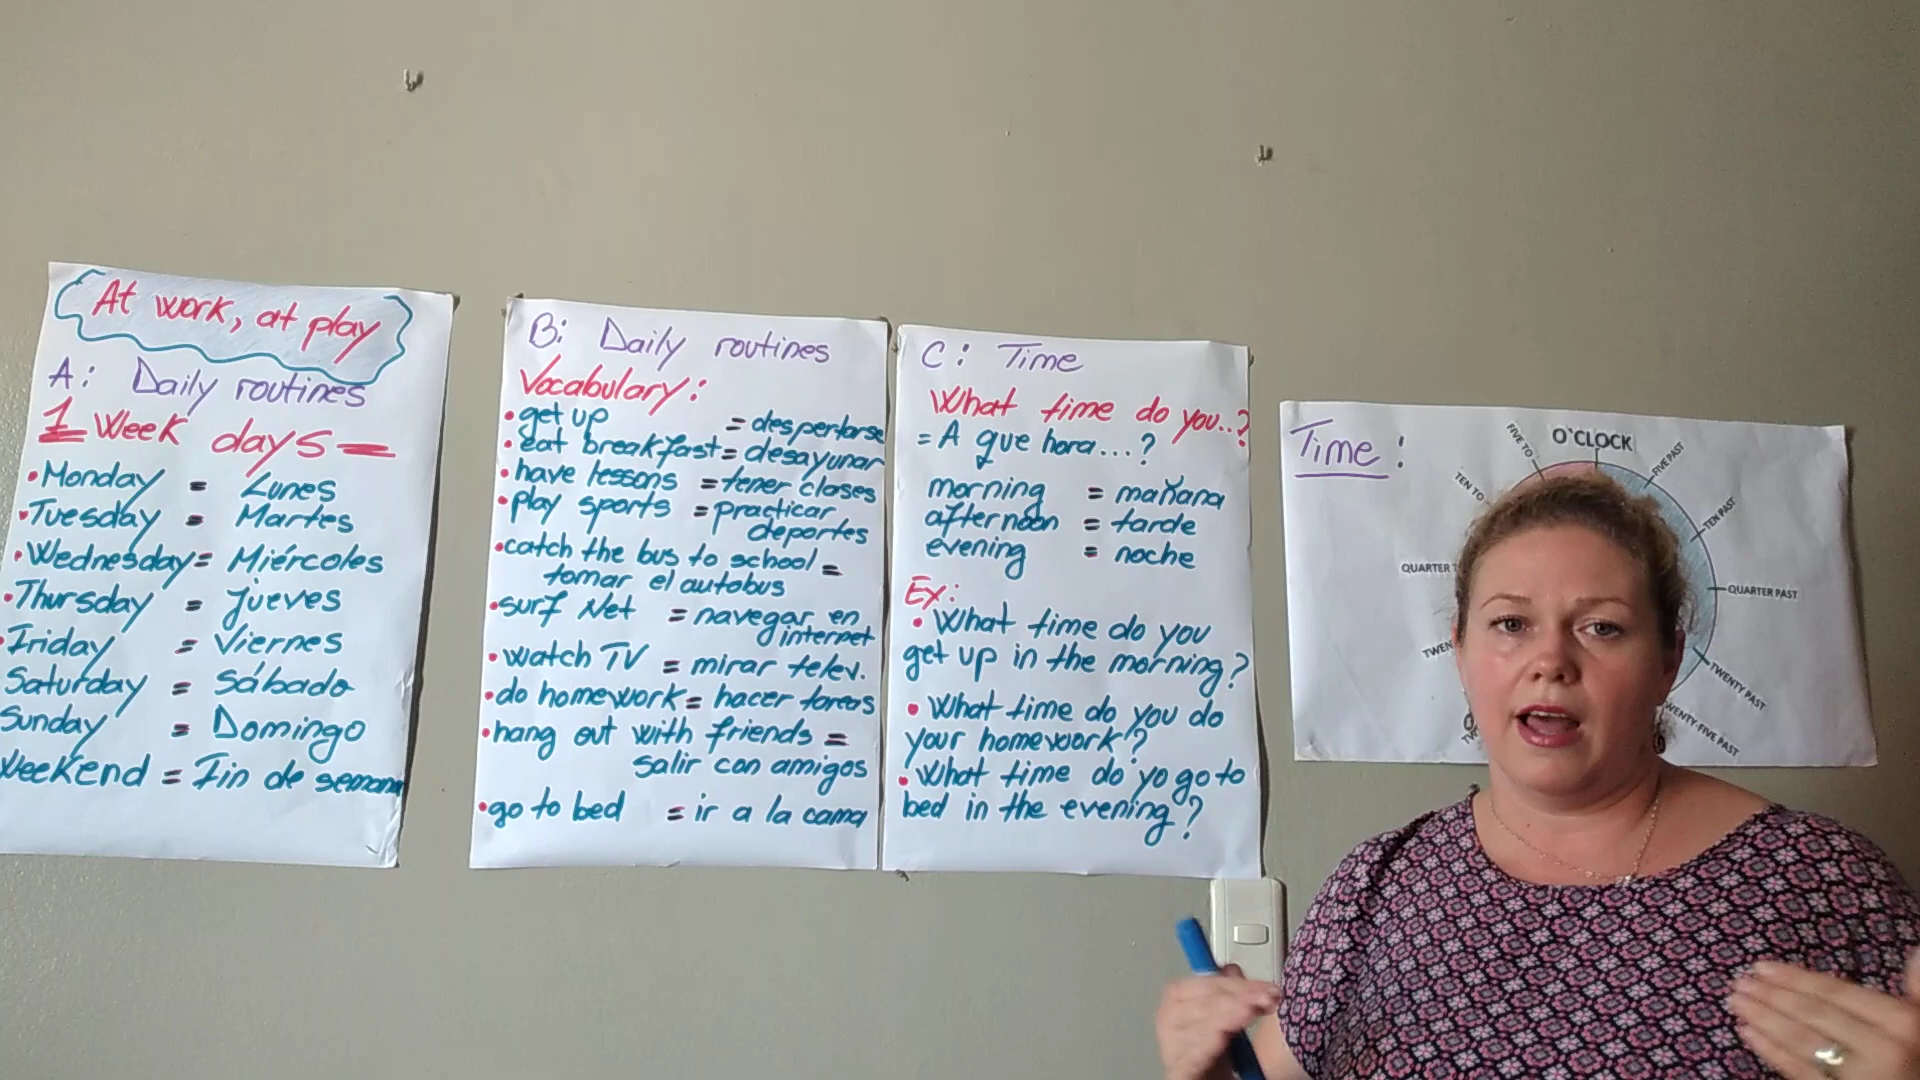 At work, at play
A: Daily routines
1 Week days
• Monday = Lunes
• Tuesday = Martes
• Wednesday = Miércoles
• Thursday = Jueves
• Friday = Viernes
Saturday = Sábado
Sunday = Domingo
Weekend = Fin de semana
B: Daily routines
Vocabulary:
• get up = despertarse
• eat breakfast = desayunar
• have lessons = tener clases
• play sports = practicar
deportes
• catch the bus to school =
tomar el autobus
• surf Net = navegar en
internet
• watch TV = mirar telev.
• do homework = hacer tareas
• hang out with friends =
salir con amigos
• go to bed = ir a la cama
C: Time
What time do you..?
= A que hora...?
morning = mañana
afternoon = tarde
evening = noche
Ex:
• What time do you
get up in the morning?
• What time do you do
your homework?
• What time do yo go to
bed in the evening?
Time:
O'CLOCK
FIVE TO
FIVE PAST
TEN TO
TEN PAST
QUARTER
QUARTER PAST
TWENTY PAST
TWENTY-FIVE PAST